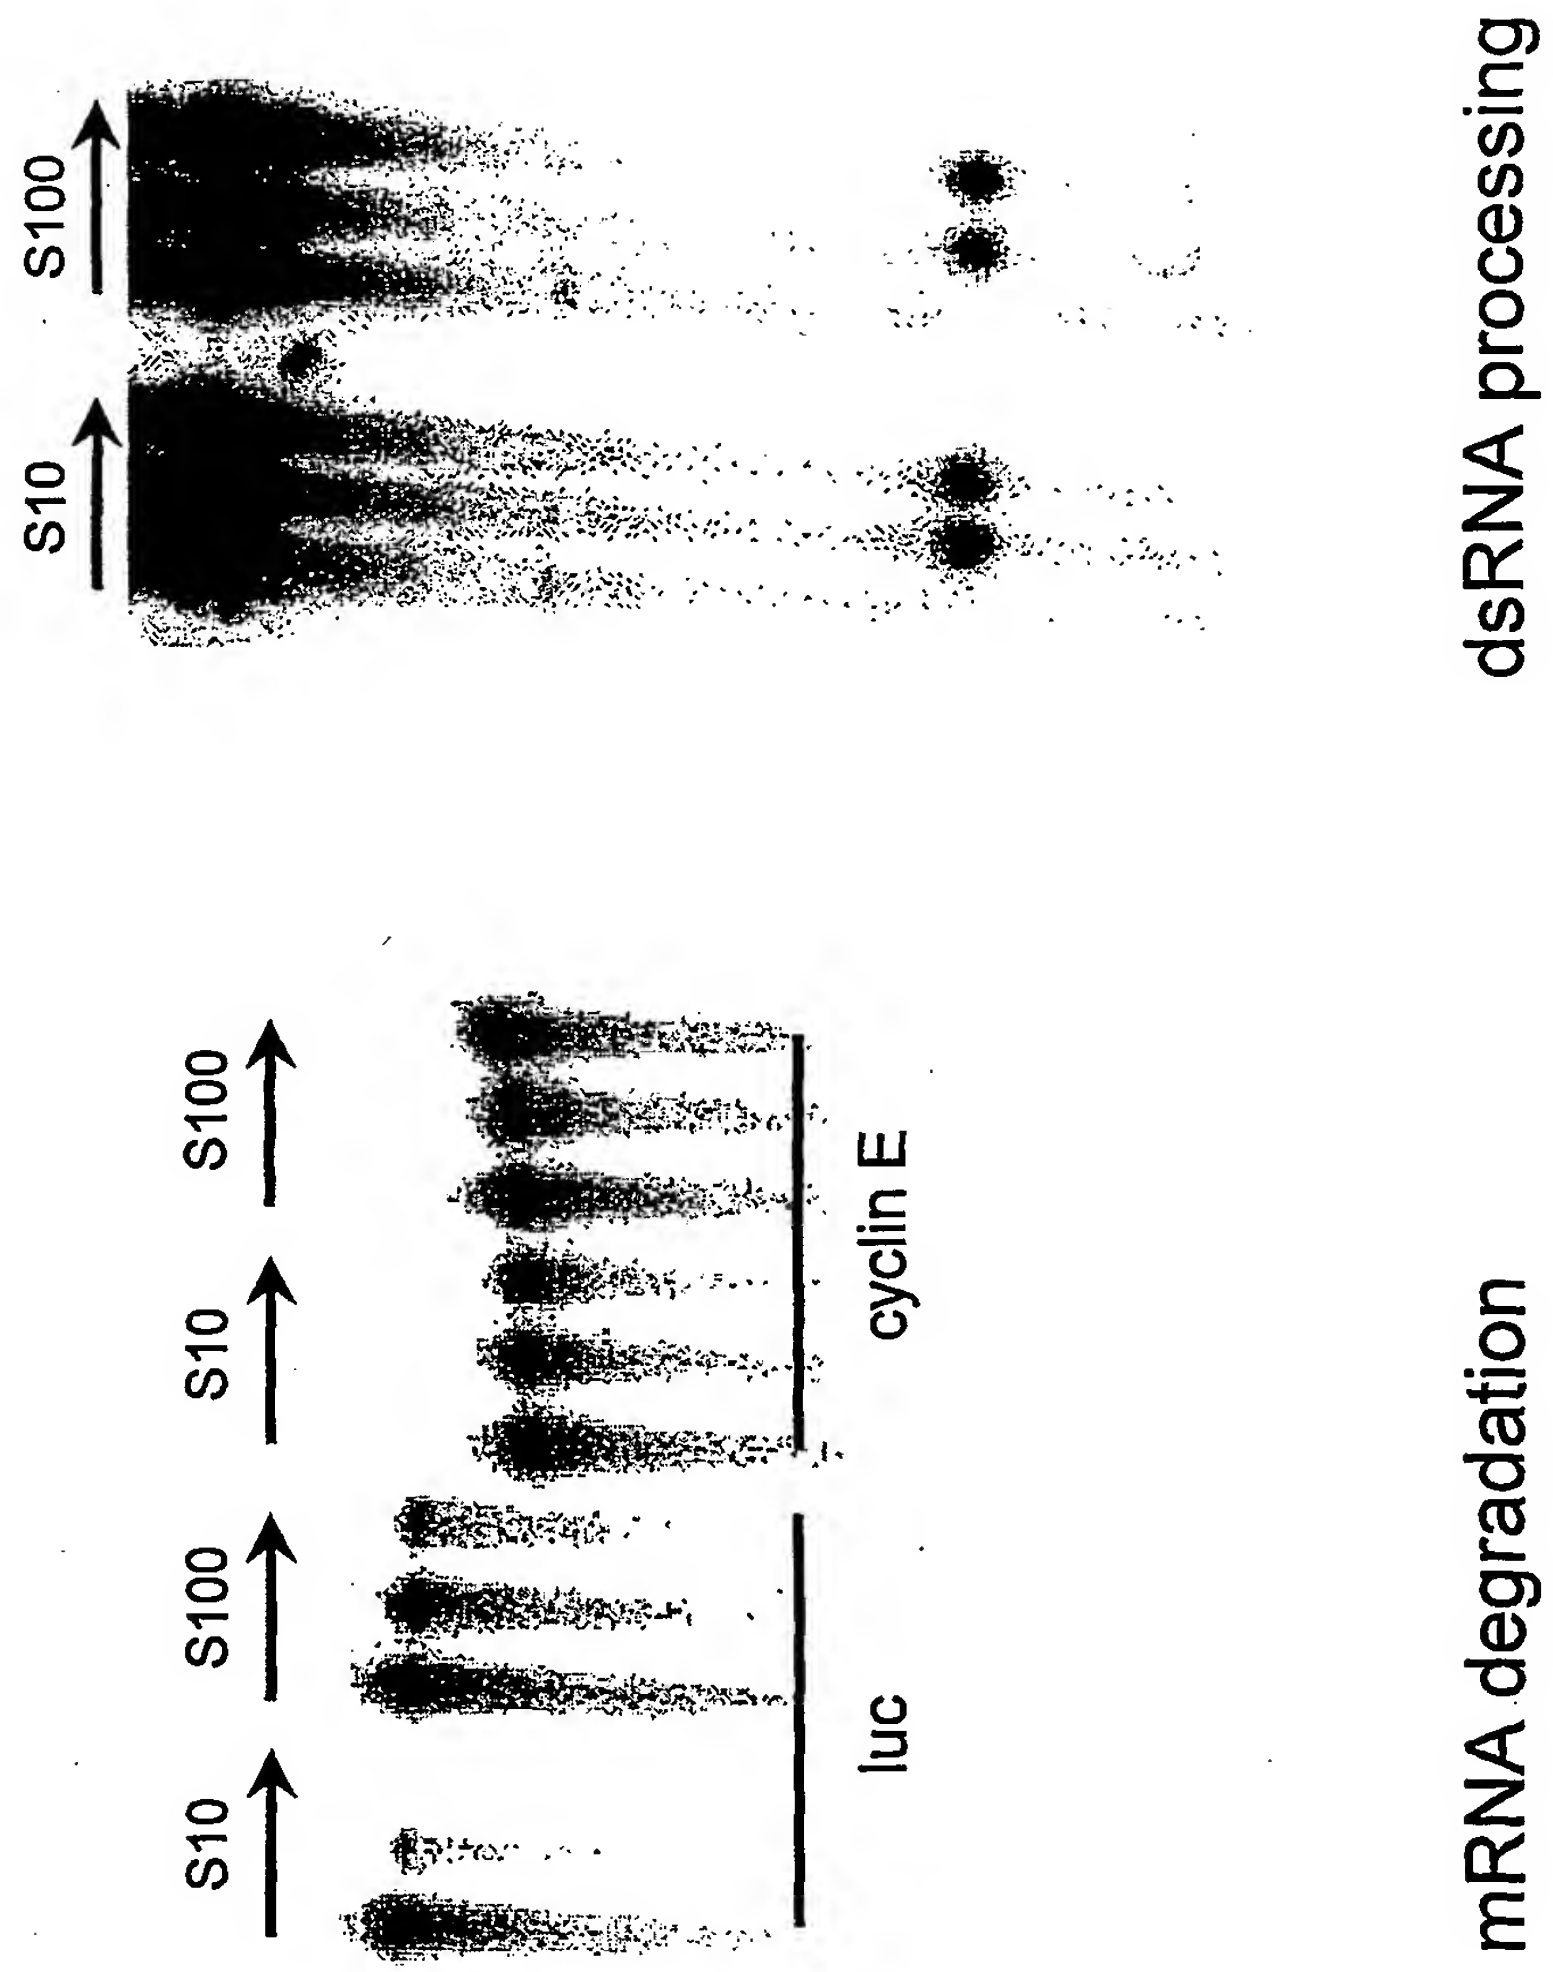 S10 S100 S10 S100
luc cyclin E
mRNA degradation
S10 S100
dsRNA processing